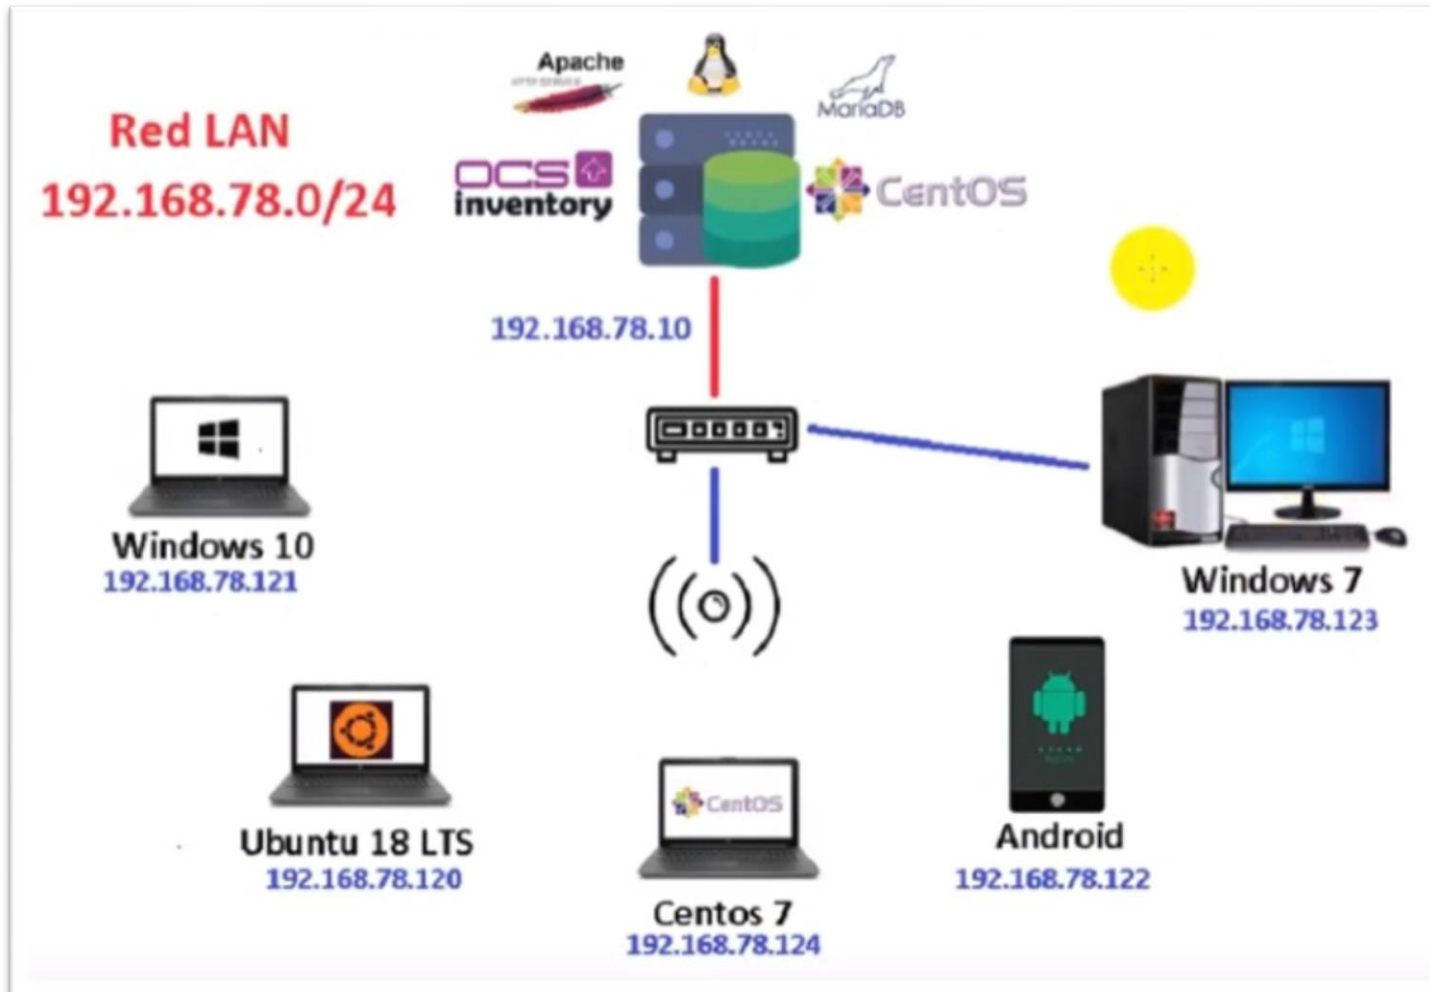 Apache
HTTP SERVER
MariaDB
Red LAN
192.168.78.0/24
OCS
inventory
CentOS
192.168.78.10
Windows 10
192.168.78.121
Windows 7
192.168.78.123
Ubuntu 18 LTS
192.168.78.120
CentOS
Centos 7
192.168.78.124
Android
192.168.78.122